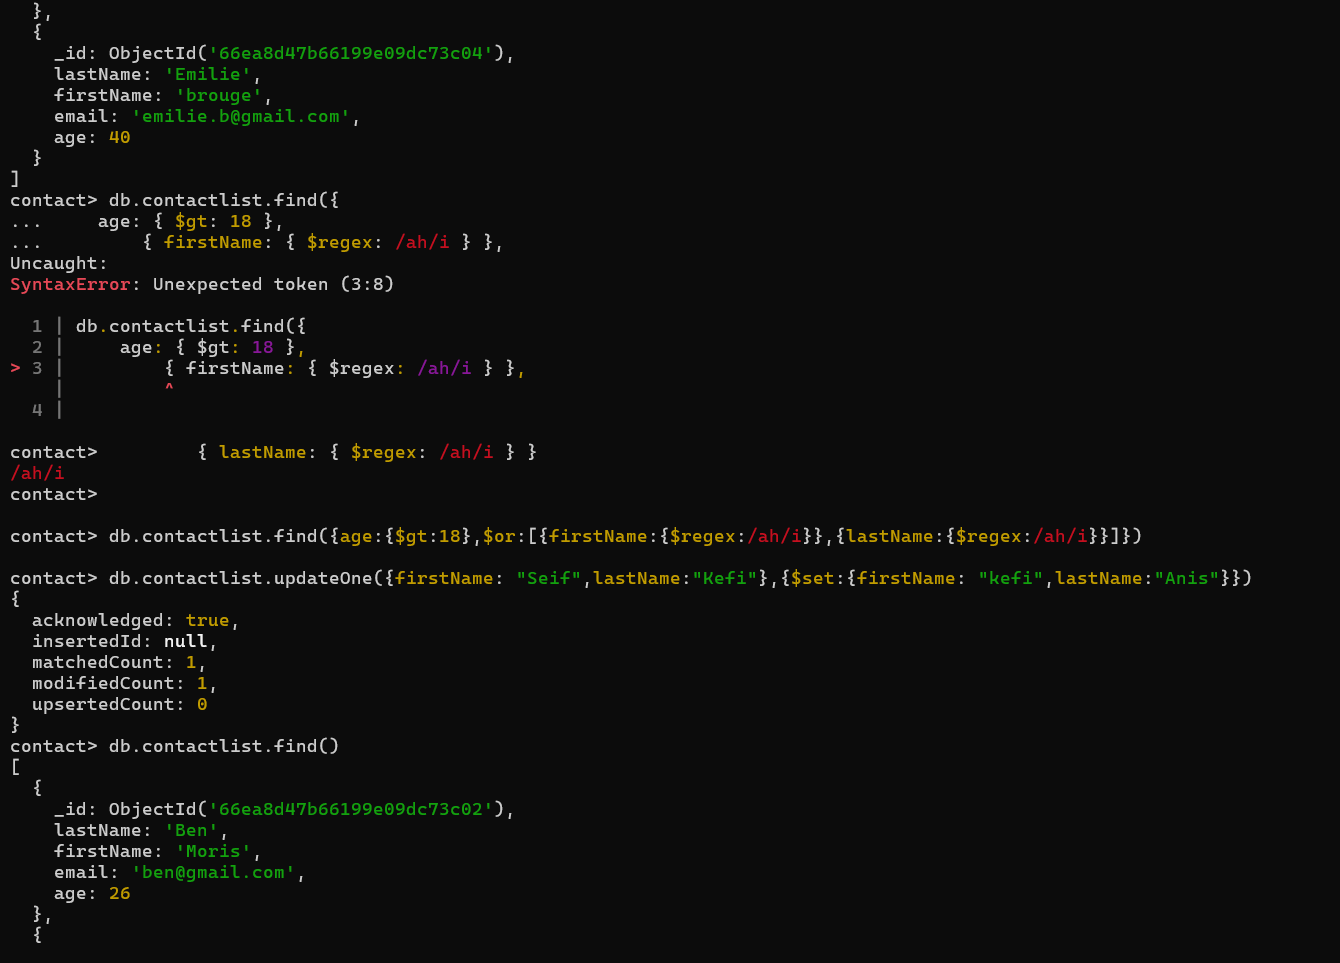 },
  {
    _id: ObjectId('66ea8d47b66199e09dc73c04'),
    lastName: 'Emilie',
    firstName: 'brouge',
    email: 'emilie.b@gmail.com',
    age: 40
  }
]
contact> db.contactlist.find({
...     age: { $gt: 18 },
...         { firstName: { $regex: /ah/i } },
Uncaught:
SyntaxError: Unexpected token (3:8)

  1 | db.contactlist.find({
  2 |     age: { $gt: 18 },
> 3 |         { firstName: { $regex: /ah/i } },
    |         ^
  4 |

contact>         { lastName: { $regex: /ah/i } }
/ah/i
contact>

contact> db.contactlist.find({age:{$gt:18},$or:[{firstName:{$regex:/ah/i}},{lastName:{$regex:/ah/i}}]})

contact> db.contactlist.updateOne({firstName: "Seif",lastName:"Kefi"},{$set:{firstName: "kefi",lastName:"Anis"}})
{
  acknowledged: true,
  insertedId: null,
  matchedCount: 1,
  modifiedCount: 1,
  upsertedCount: 0
}
contact> db.contactlist.find()
[
  {
    _id: ObjectId('66ea8d47b66199e09dc73c02'),
    lastName: 'Ben',
    firstName: 'Moris',
    email: 'ben@gmail.com',
    age: 26
  },
  {